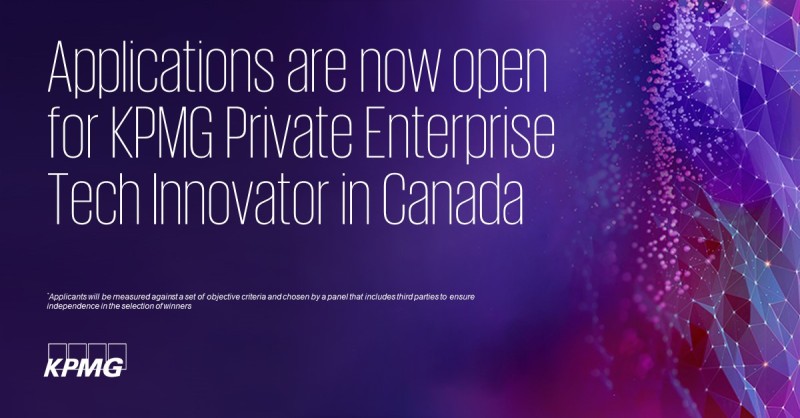 Applications are now open
for KPMG Private Enterprise
Tech Innovator in Canada
*Applicants will be measured against a set of objective criteria and chosen by a panel that includes third parties to ensure
independence in the selection of winners
KPMG